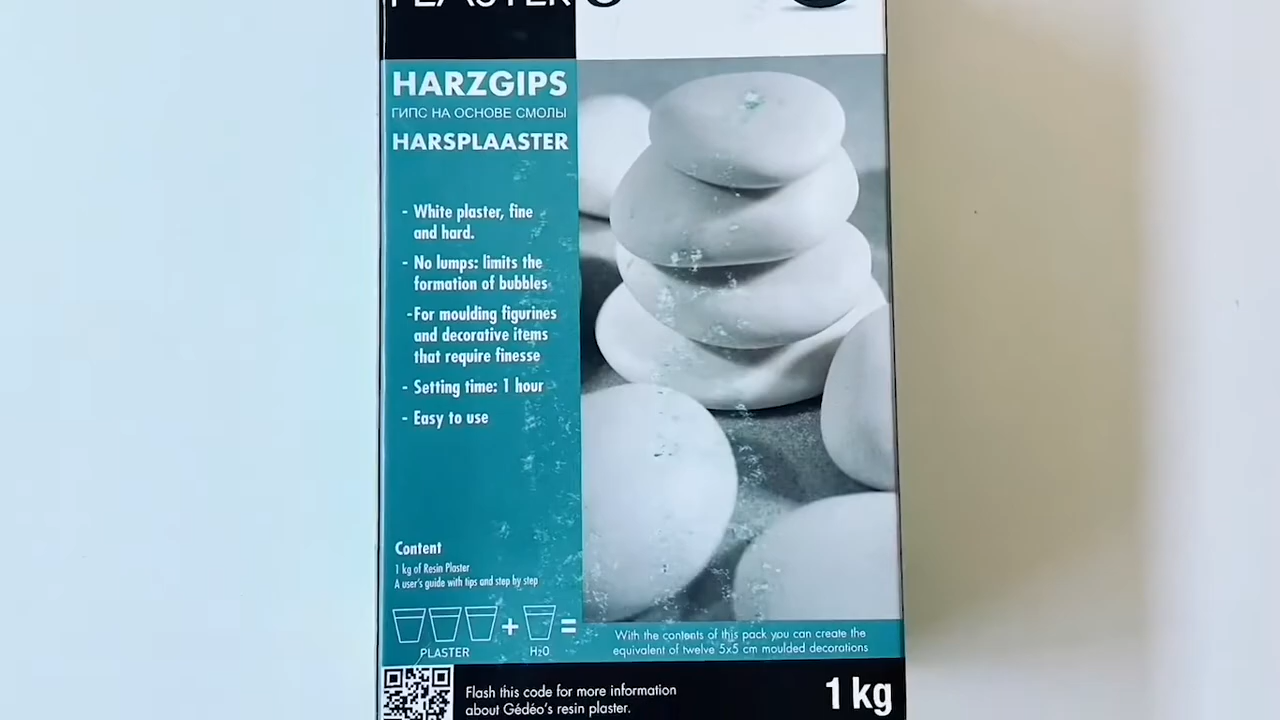 PLASTER
HARZGIPS
ГИПС НА ОСНОВЕ СМОЛЫ
HARSPLAASTER
- White plaster, fine
and hard.
- No lumps: limits the
formation of bubbles
-For moulding figurines
and decorative items
that require finesse
- Setting time: 1 hour
- Easy to use
Content
1 kg of Resin Plaster
A user's guide with tips and step by step
+ =
PLASTER H₂O
With the contents of this pack you can create the
equivalent of twelve 5x5 cm moulded decorations
Flash this code for more information
about Gédéo's resin plaster.
1 kg